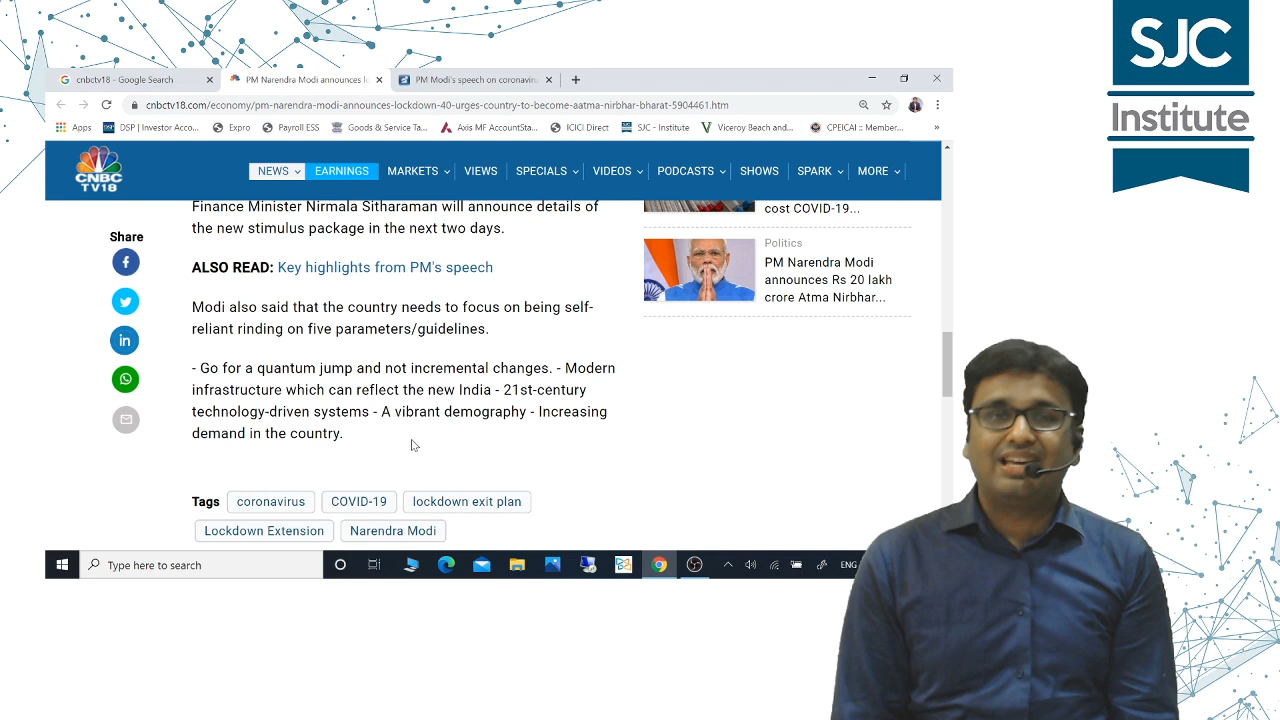 SJC
Institute
cnbctv18 - Google Search
PM Narendra Modi announces lo
PM Modi's speech on coronaviru
cnbctv18.com/economy/pm-narendra-modi-announces-lockdown-40-urges-country-to-become-aatma-nirbhar-bharat-5904461.htm
Apps DSP | Investor Acco... Expro Payroll ESS Goods & Service Ta... Axis MF AccountSta... ICICI Direct SJC - Institute Viceroy Beach and... CPEICAI :: Member... »
CNBC
TV18
NEWS EARNINGS MARKETS VIEWS SPECIALS VIDEOS PODCASTS SHOWS SPARK MORE
Share
Finance Minister Nirmala Sitharaman will announce details of
the new stimulus package in the next two days.
ALSO READ: Key highlights from PM's speech
Modi also said that the country needs to focus on being self-
reliant rinding on five parameters/guidelines.
- Go for a quantum jump and not incremental changes. - Modern
infrastructure which can reflect the new India - 21st-century
technology-driven systems - A vibrant demography - Increasing
demand in the country.
Tags coronavirus COVID-19 lockdown exit plan
Lockdown Extension Narendra Modi
cost COVID-19...
Politics
PM Narendra Modi
announces Rs 20 lakh
crore Atma Nirbhar...
Type here to search
ENG